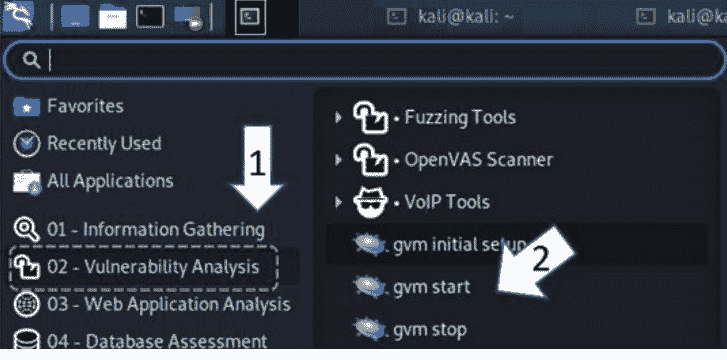 kali@kali: ~
kali@ka
Favorites
Recently Used
All Applications
1
01 - Information Gathering
02 - Vulnerability Analysis
03 - Web Application Analysis
04 - Database Assessment
• Fuzzing Tools
• OpenVAS Scanner
• VoIP Tools
gvm initial setup
2
gvm start
gvm stop